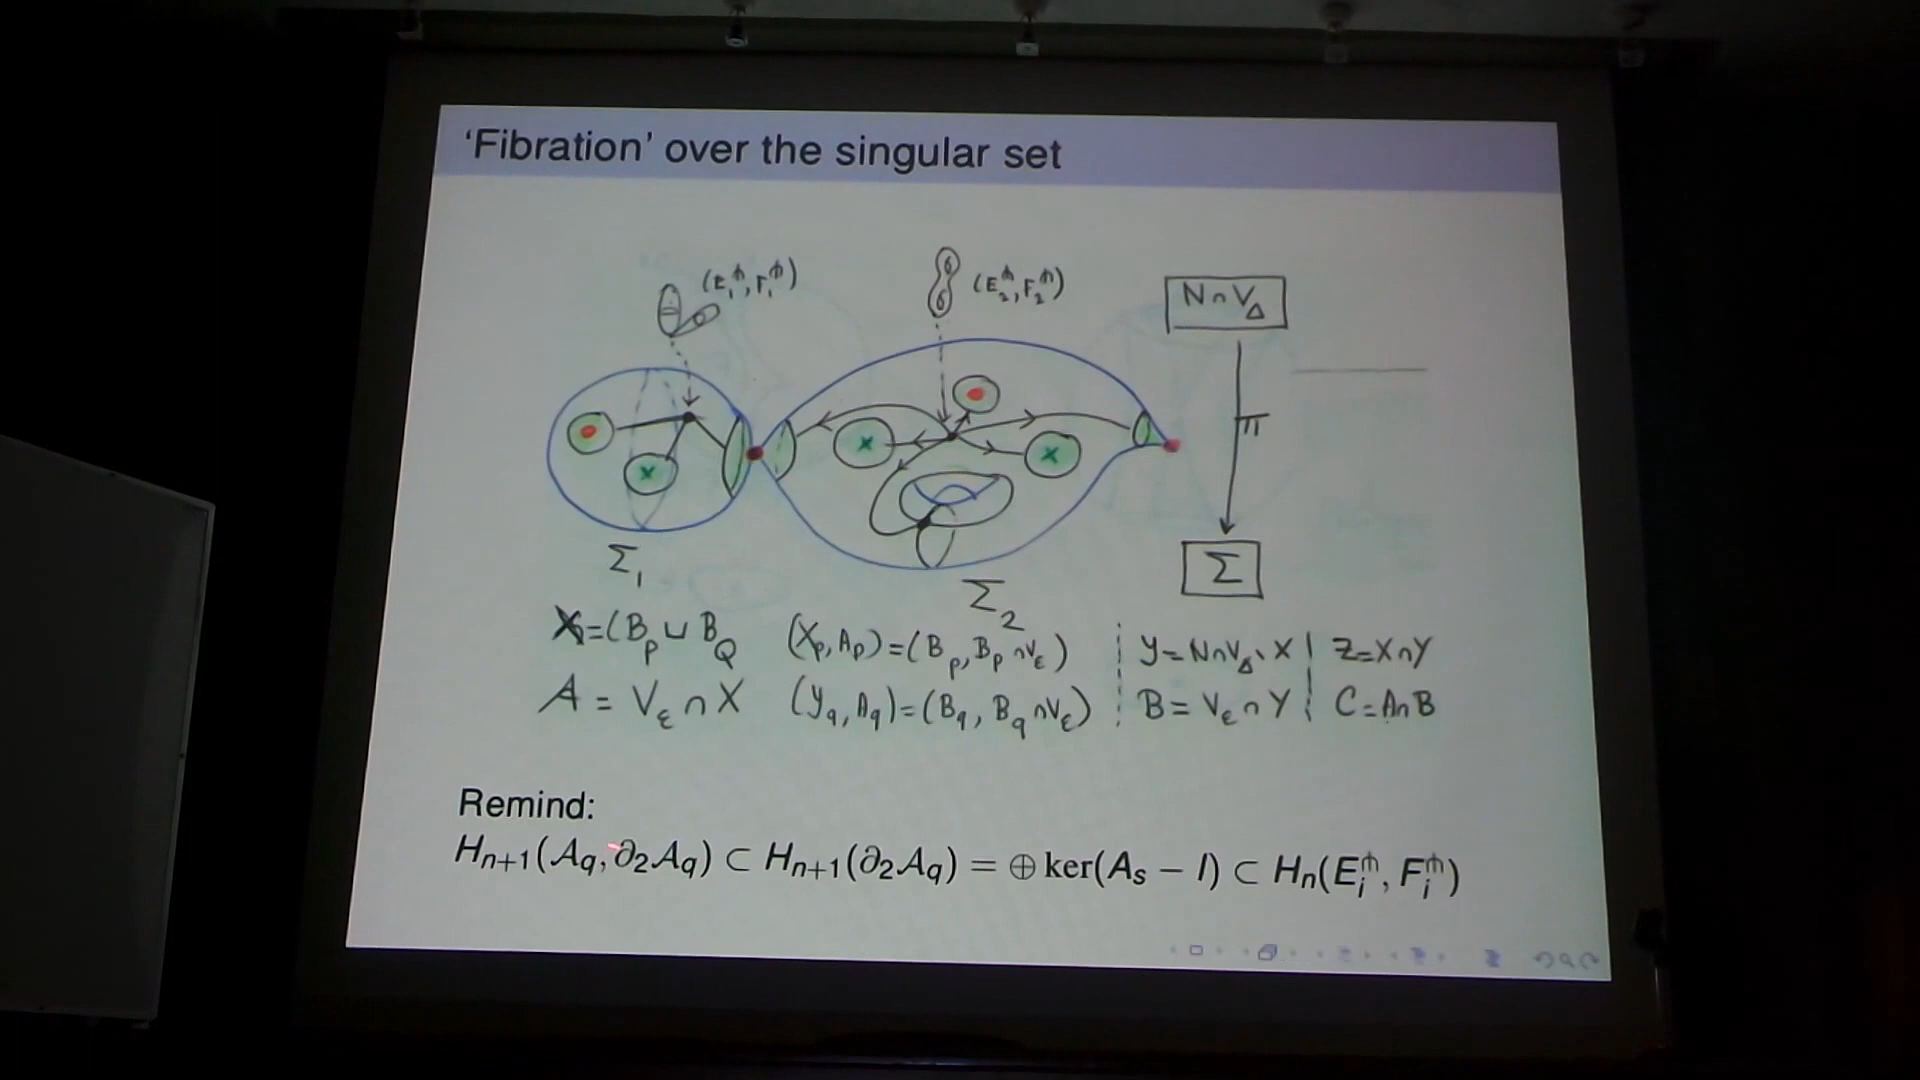 ‘Fibration’ over the singular set
(E₁^⋔, F₁^⋔) (E₂^⋔, F₂^⋔) N∩V_Δ
π
Σ₁ Σ₂ Σ
X=(B_P ⊔ B_Q (X_p, A_p)=(B_p, B_p∩V_ε) Y=N∩V_Δ∖X Z=X∩Y
A = V_ε ∩ X (Y_q, A_q)=(B_q, B_q∩V_ε) B = V_ε ∩ Y C=A∩B
Remind:
H_{n+1}(A_q, ∂₂A_q) ⊂ H_{n+1}(∂₂A_q) = ⊕ ker(A_s − I) ⊂ H_n(E_i^⋔, F_i^⋔)